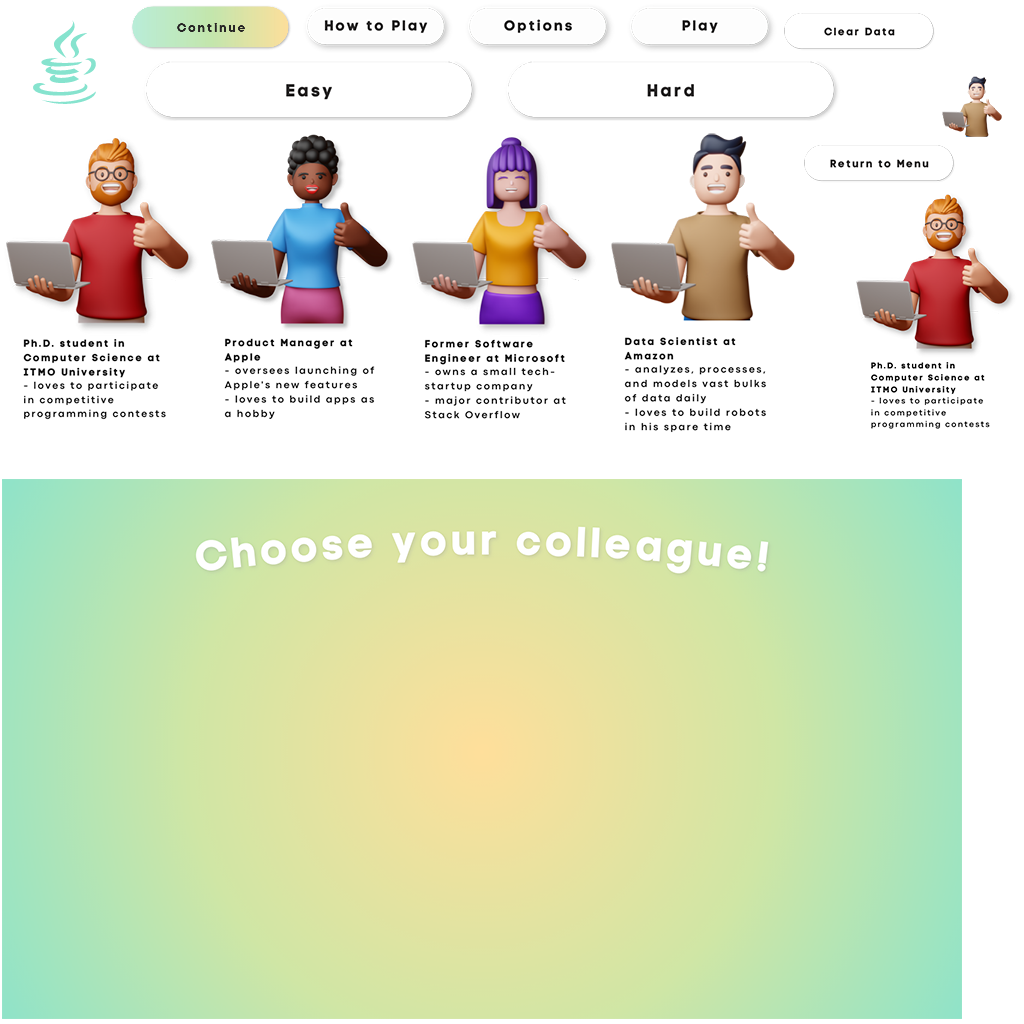 Continue
How to Play
Options
Play
Clear Data
Easy
Hard
Return to Menu
Ph.D. student in
Computer Science at
ITMO University
- loves to participate
in competitive
programming contests
Product Manager at
Apple
- oversees launching of
Apple's new features
- loves to build apps as
a hobby
Former Software
Engineer at Microsoft
- owns a small tech-
startup company
- major contributor at
Stack Overflow
Data Scientist at
Amazon
- analyzes, processes,
and models vast bulks
of data daily
- loves to build robots
in his spare time
Ph.D. student in
Computer Science at
ITMO University
- loves to participate
in competitive
programming contests
Choose your colleague!